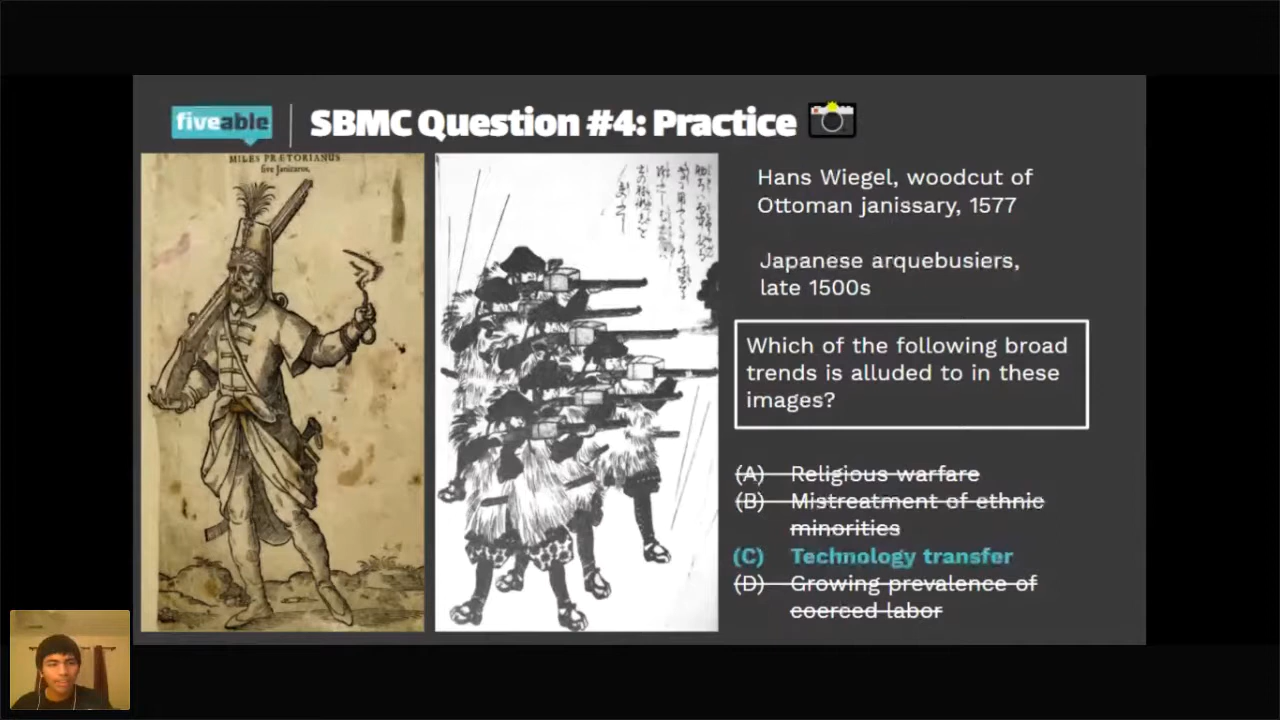 fiveable
SBMC Question #4: Practice
MILES PRÆTORIANUS
sive Janitzarus,
Hans Wiegel, woodcut of
Ottoman janissary, 1577
Japanese arquebusiers,
late 1500s
Which of the following broad
trends is alluded to in these
images?
(A) Religious warfare
(B) Mistreatment of ethnic
minorities
(C) Technology transfer
(D) Growing prevalence of
coerced labor